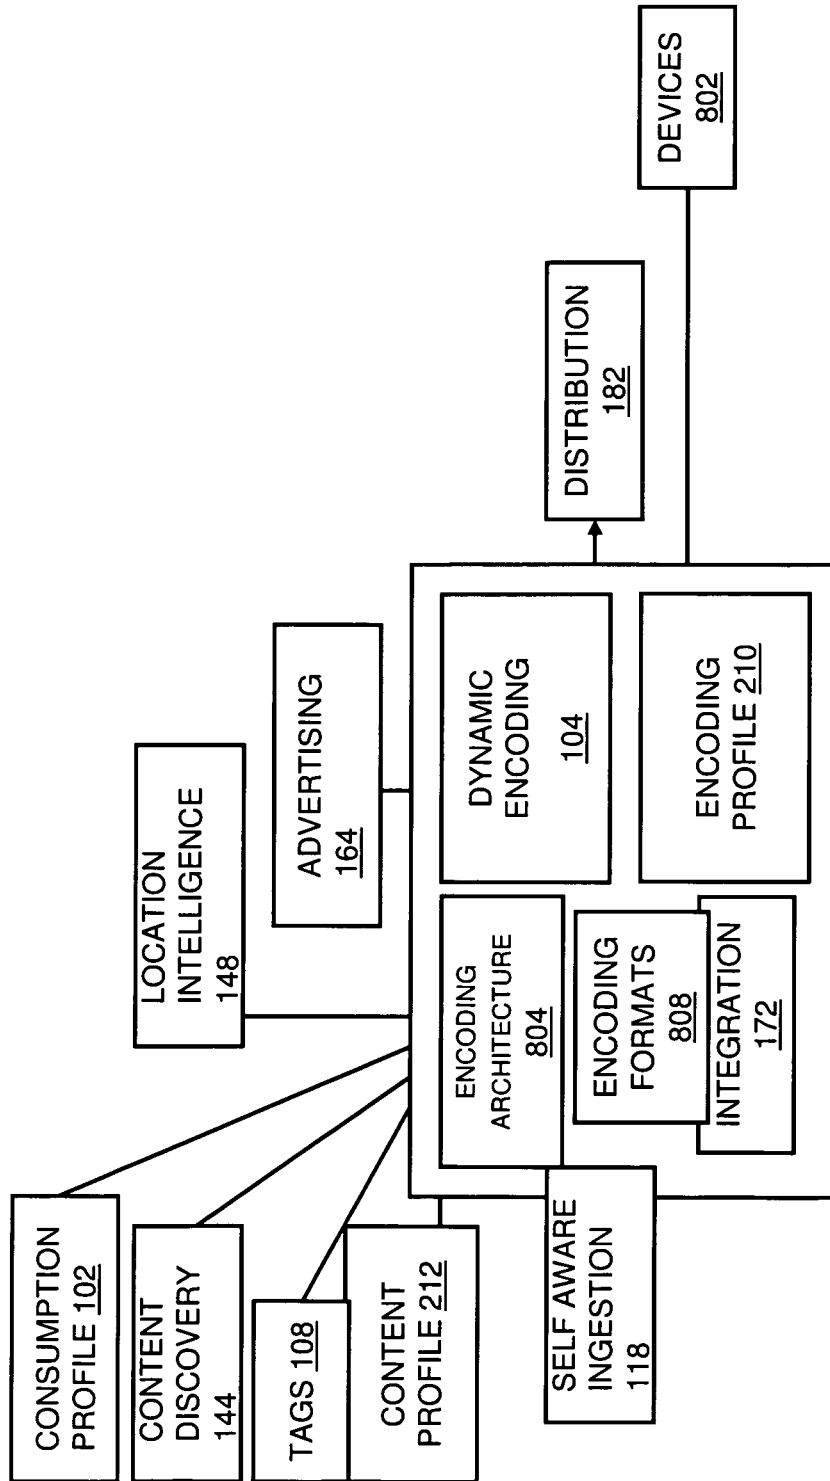 CONSUMPTION
PROFILE 102
CONTENT
DISCOVERY
144
TAGS 108
CONTENT
PROFILE 212
SELF AWARE
INGESTION
118
LOCATION
INTELLIGENCE
148
ADVERTISING
164
ENCODING
ARCHITECTURE
804
ENCODING
FORMATS
808
INTEGRATION
172
DYNAMIC
ENCODING
104
ENCODING
PROFILE 210
DISTRIBUTION
182
DEVICES
802